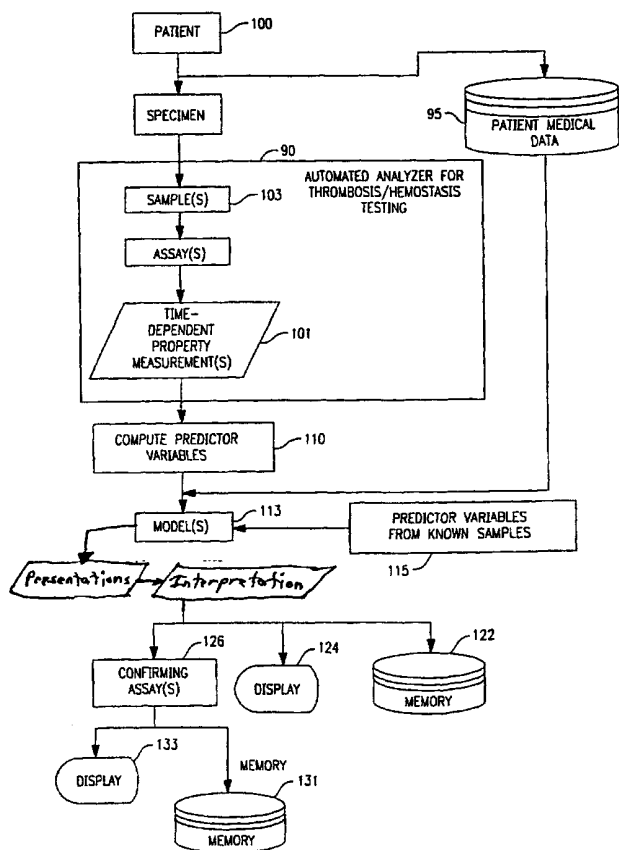 100
PATIENT
SPECIMEN
95
PATIENT MEDICAL
DATA
90
AUTOMATED ANALYZER FOR
THROMBOSIS/HEMOSTASIS
TESTING
SAMPLE(S)
103
ASSAY(S)
TIME-
DEPENDENT
PROPERTY
MEASUREMENT(S)
101
COMPUTE PREDICTOR
VARIABLES
110
113
MODEL(S)
PREDICTOR VARIABLES
FROM KNOWN SAMPLES
115
Presentations
Interpretation
126
CONFIRMING
ASSAY(S)
124
DISPLAY
122
MEMORY
133
DISPLAY
MEMORY
131
MEMORY